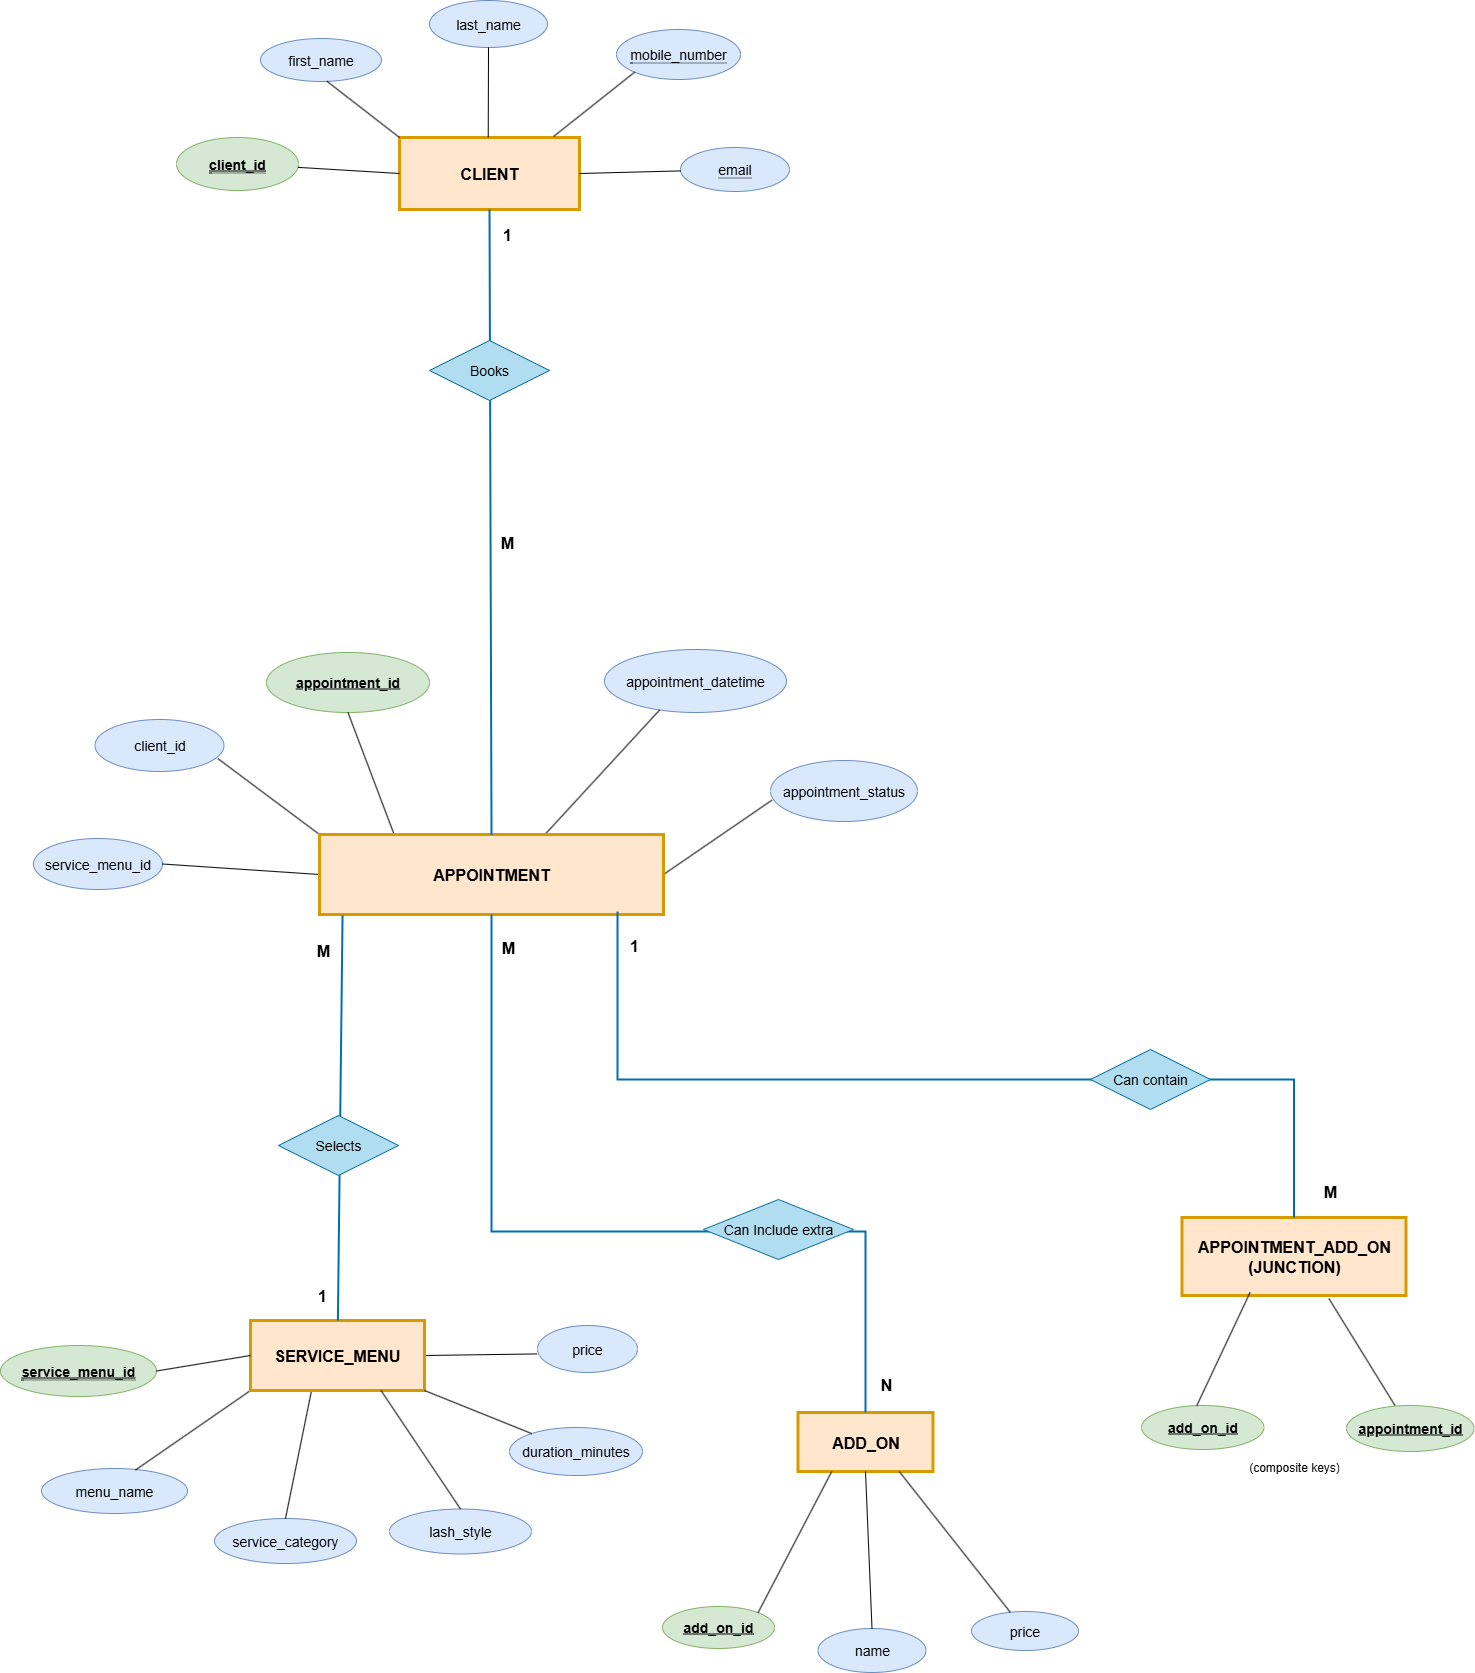 last_name
first_name
mobile_number
client_id
CLIENT
email
1
Books
M
appointment_id
appointment_datetime
client_id
appointment_status
service_menu_id
APPOINTMENT
M
M
1
Can contain
Selects
M
Can Include extra
APPOINTMENT_ADD_ON
(JUNCTION)
1
SERVICE_MENU
price
service_menu_id
N
add_on_id
appointment_id
ADD_ON
duration_minutes
(composite keys)
menu_name
service_category
lash_style
add_on_id
name
price